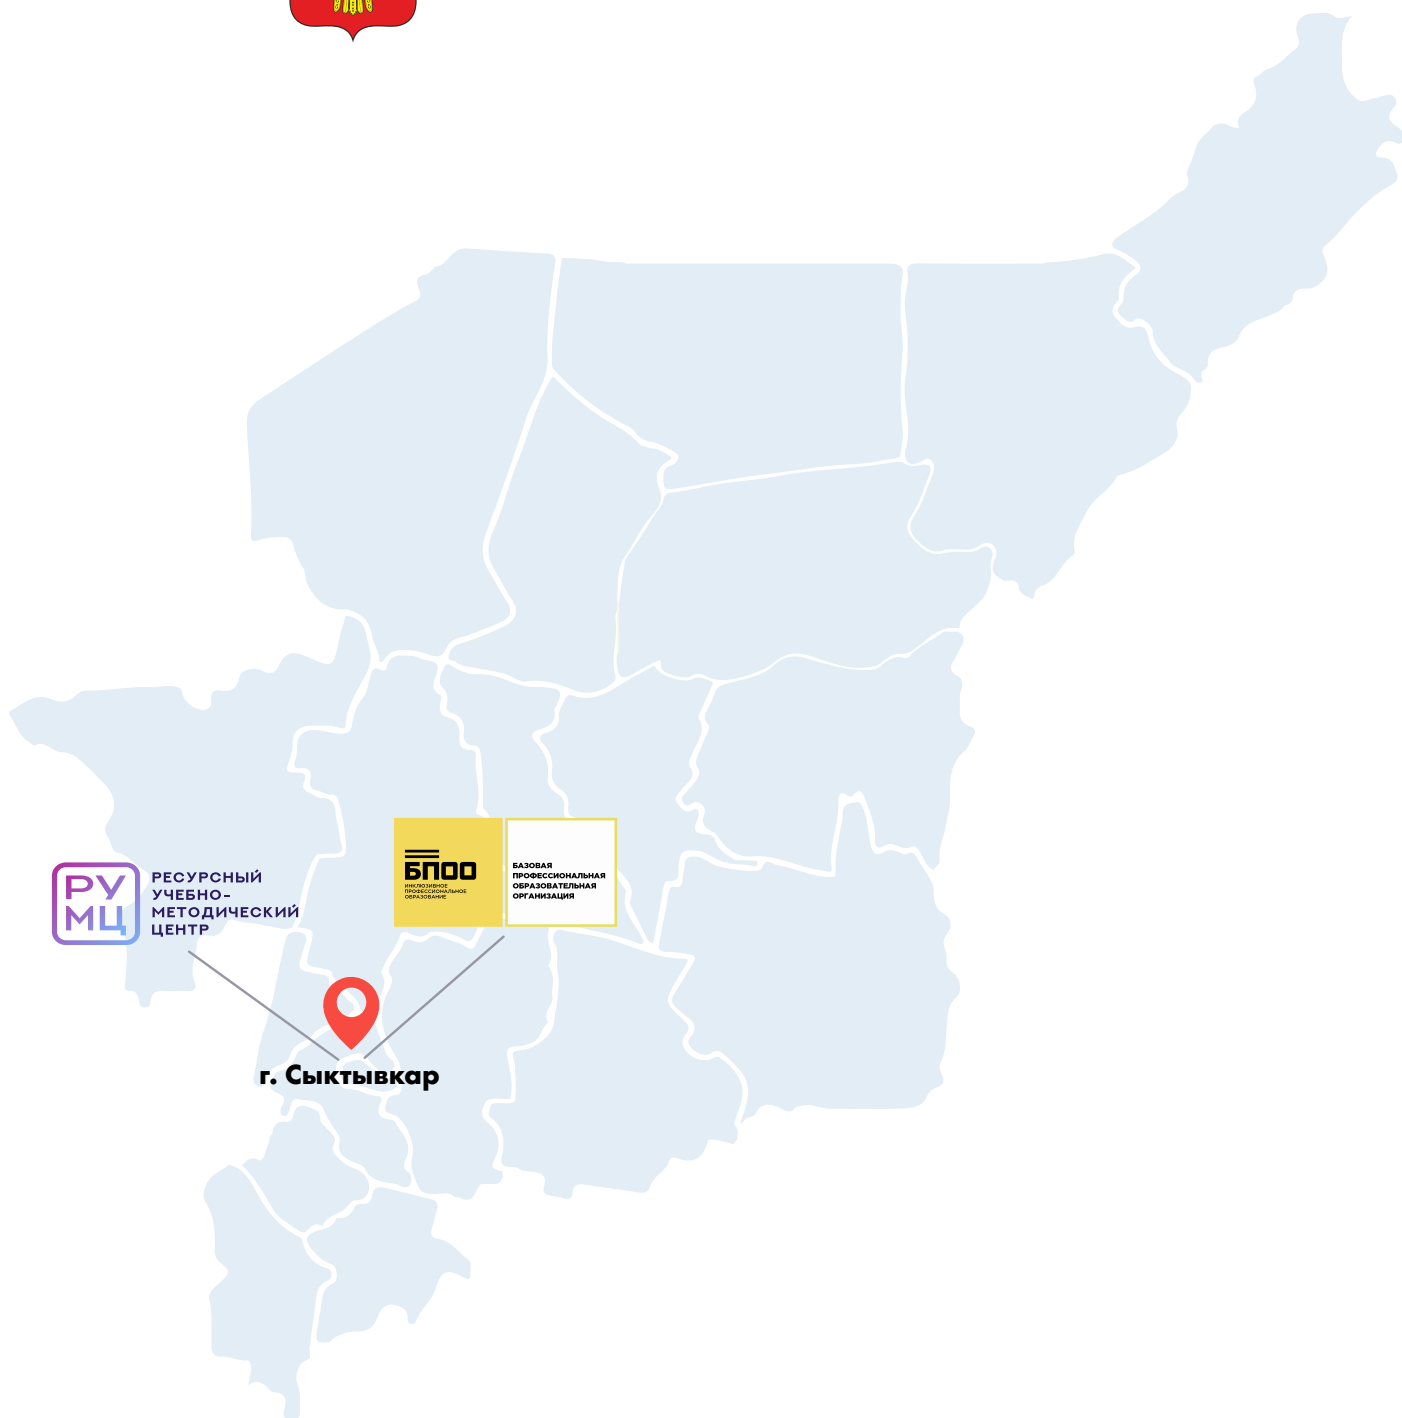 РУ
МЦ
РЕСУРСНЫЙ
УЧЕБНО-
МЕТОДИЧЕСКИЙ
ЦЕНТР
БПОО
ИНКЛЮЗИВНОЕ
ПРОФЕССИОНАЛЬНОЕ
ОБРАЗОВАНИЕ
БАЗОВАЯ
ПРОФЕССИОНАЛЬНАЯ
ОБРАЗОВАТЕЛЬНАЯ
ОРГАНИЗАЦИЯ
г. Сыктывкар